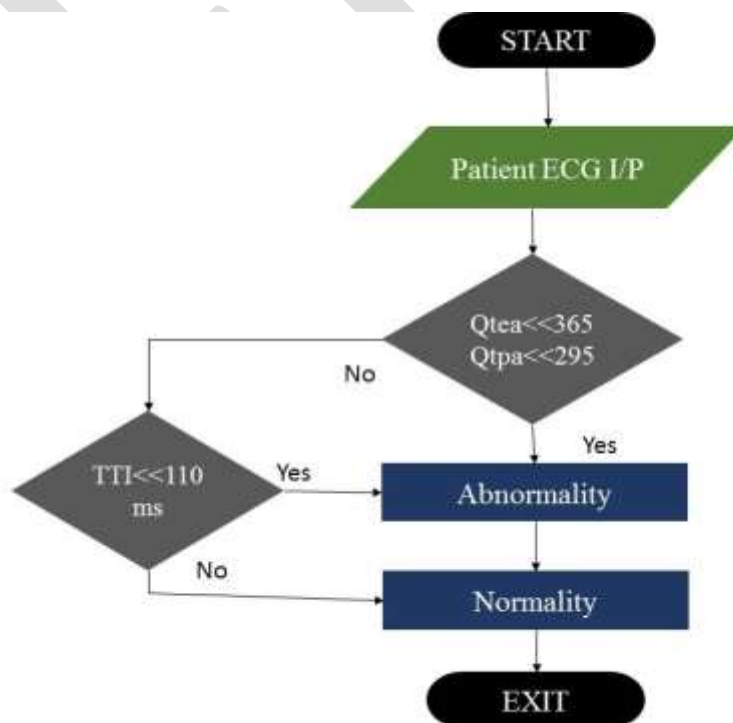 START
Patient ECG I/P
Qtea<<365
Qtpa<<295
No
Yes
TTI<<110
ms
Yes
Abnormality
No
Normality
EXIT